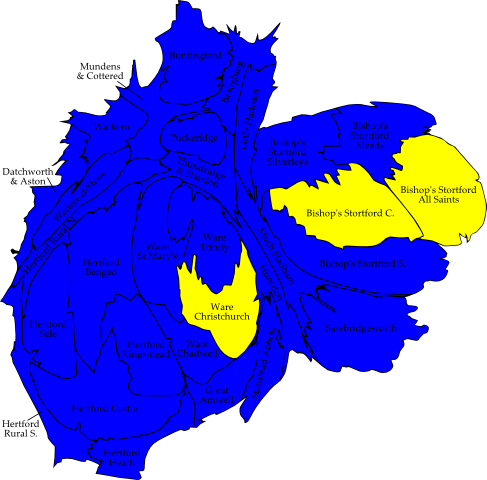 Buntingford
Mundens
& Cottered
Braughing
Little Hadham
Walkern
Puckeridge
Bishop's
Stortford
Meads
Bishop's
Stortford
Silverleys
Datchworth
& Aston
Thundridge
& Standon
Watton-at-Stone
Bishop's Stortford
All Saints
Bishop's Stortford C.
Hertford Rural N.
Ware
Trinity
Ware
St Mary's
Much Hadham
Hertford
Bengeo
Bishop's Stortford S.
Hunsdon
Ware
Christchurch
Hertford
Sele
Sawbridgeworth
Hertford
Kingsmead
Ware
Chadwell
Stanstead Abbots
Great
Amwell
Hertford Castle
Hertford
Rural S.
Hertford
Heath